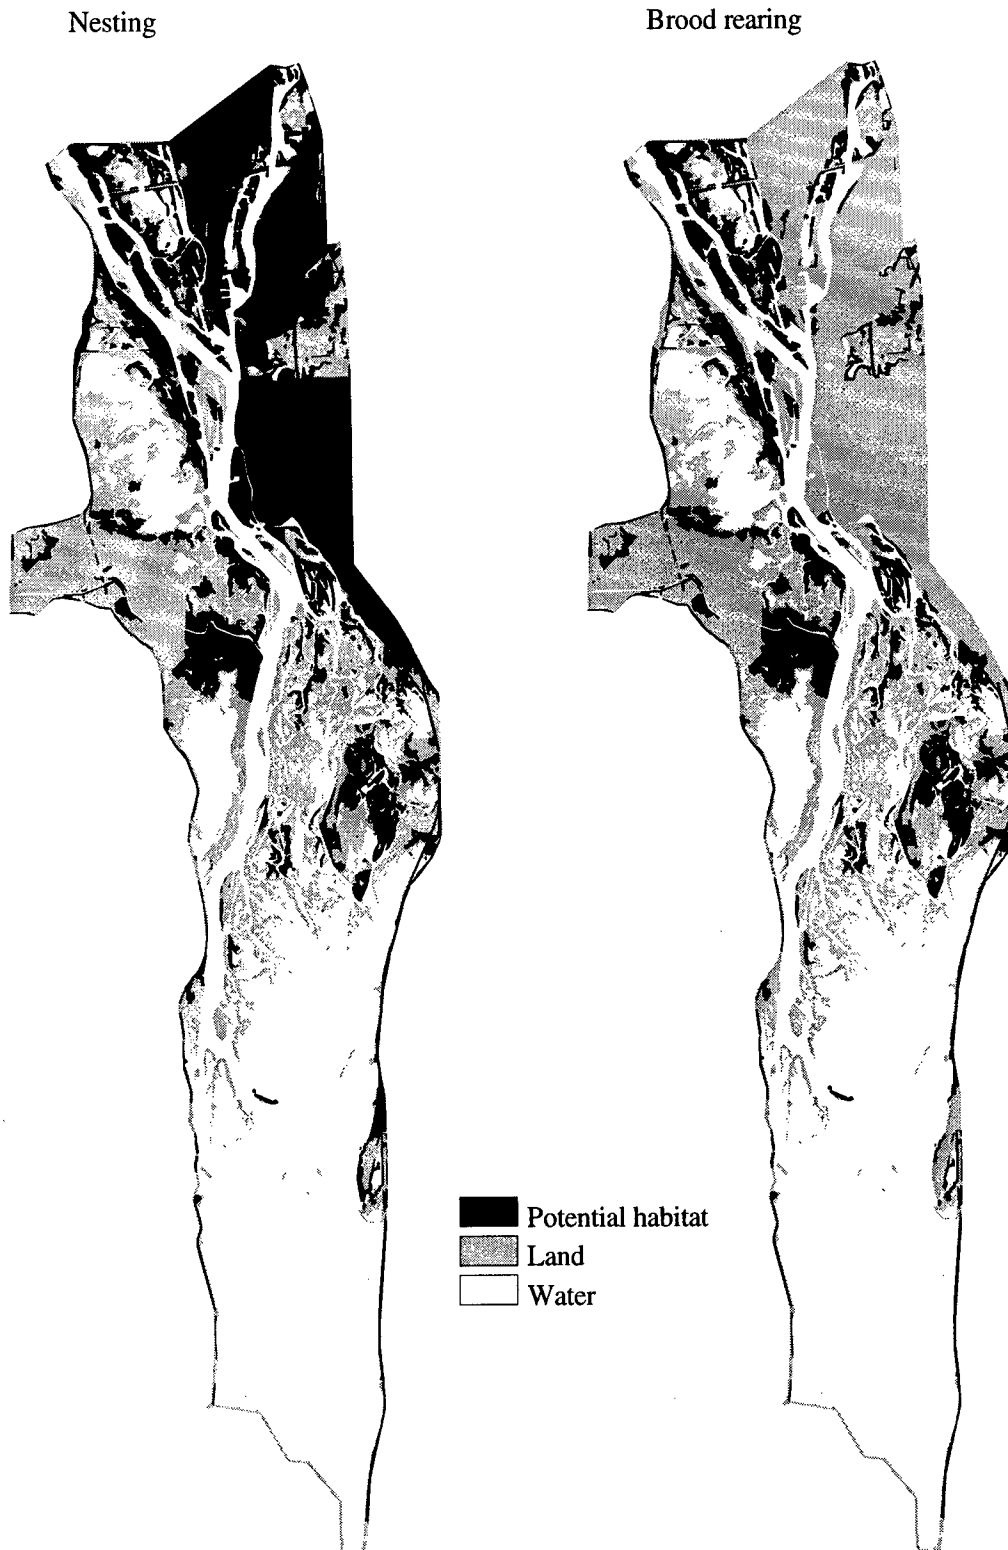 Nesting
Brood rearing
Potential habitat
Land
Water